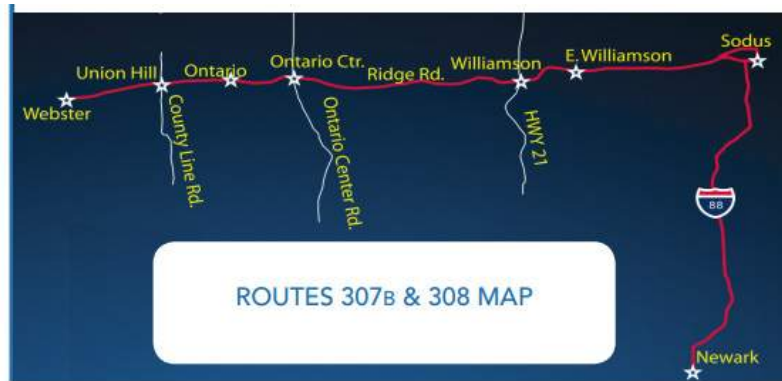 Sodus
E. Williamson
Williamson
Ontario Ctr.
Ontario
Union Hill
Ridge Rd.
Webster
County Line Rd.
Ontario Center Rd.
HWY 21
88
ROUTES 307B & 308 MAP
Newark